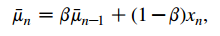 μ̄ₙ = βμ̄ₙ₋₁ + (1 − β)xₙ,